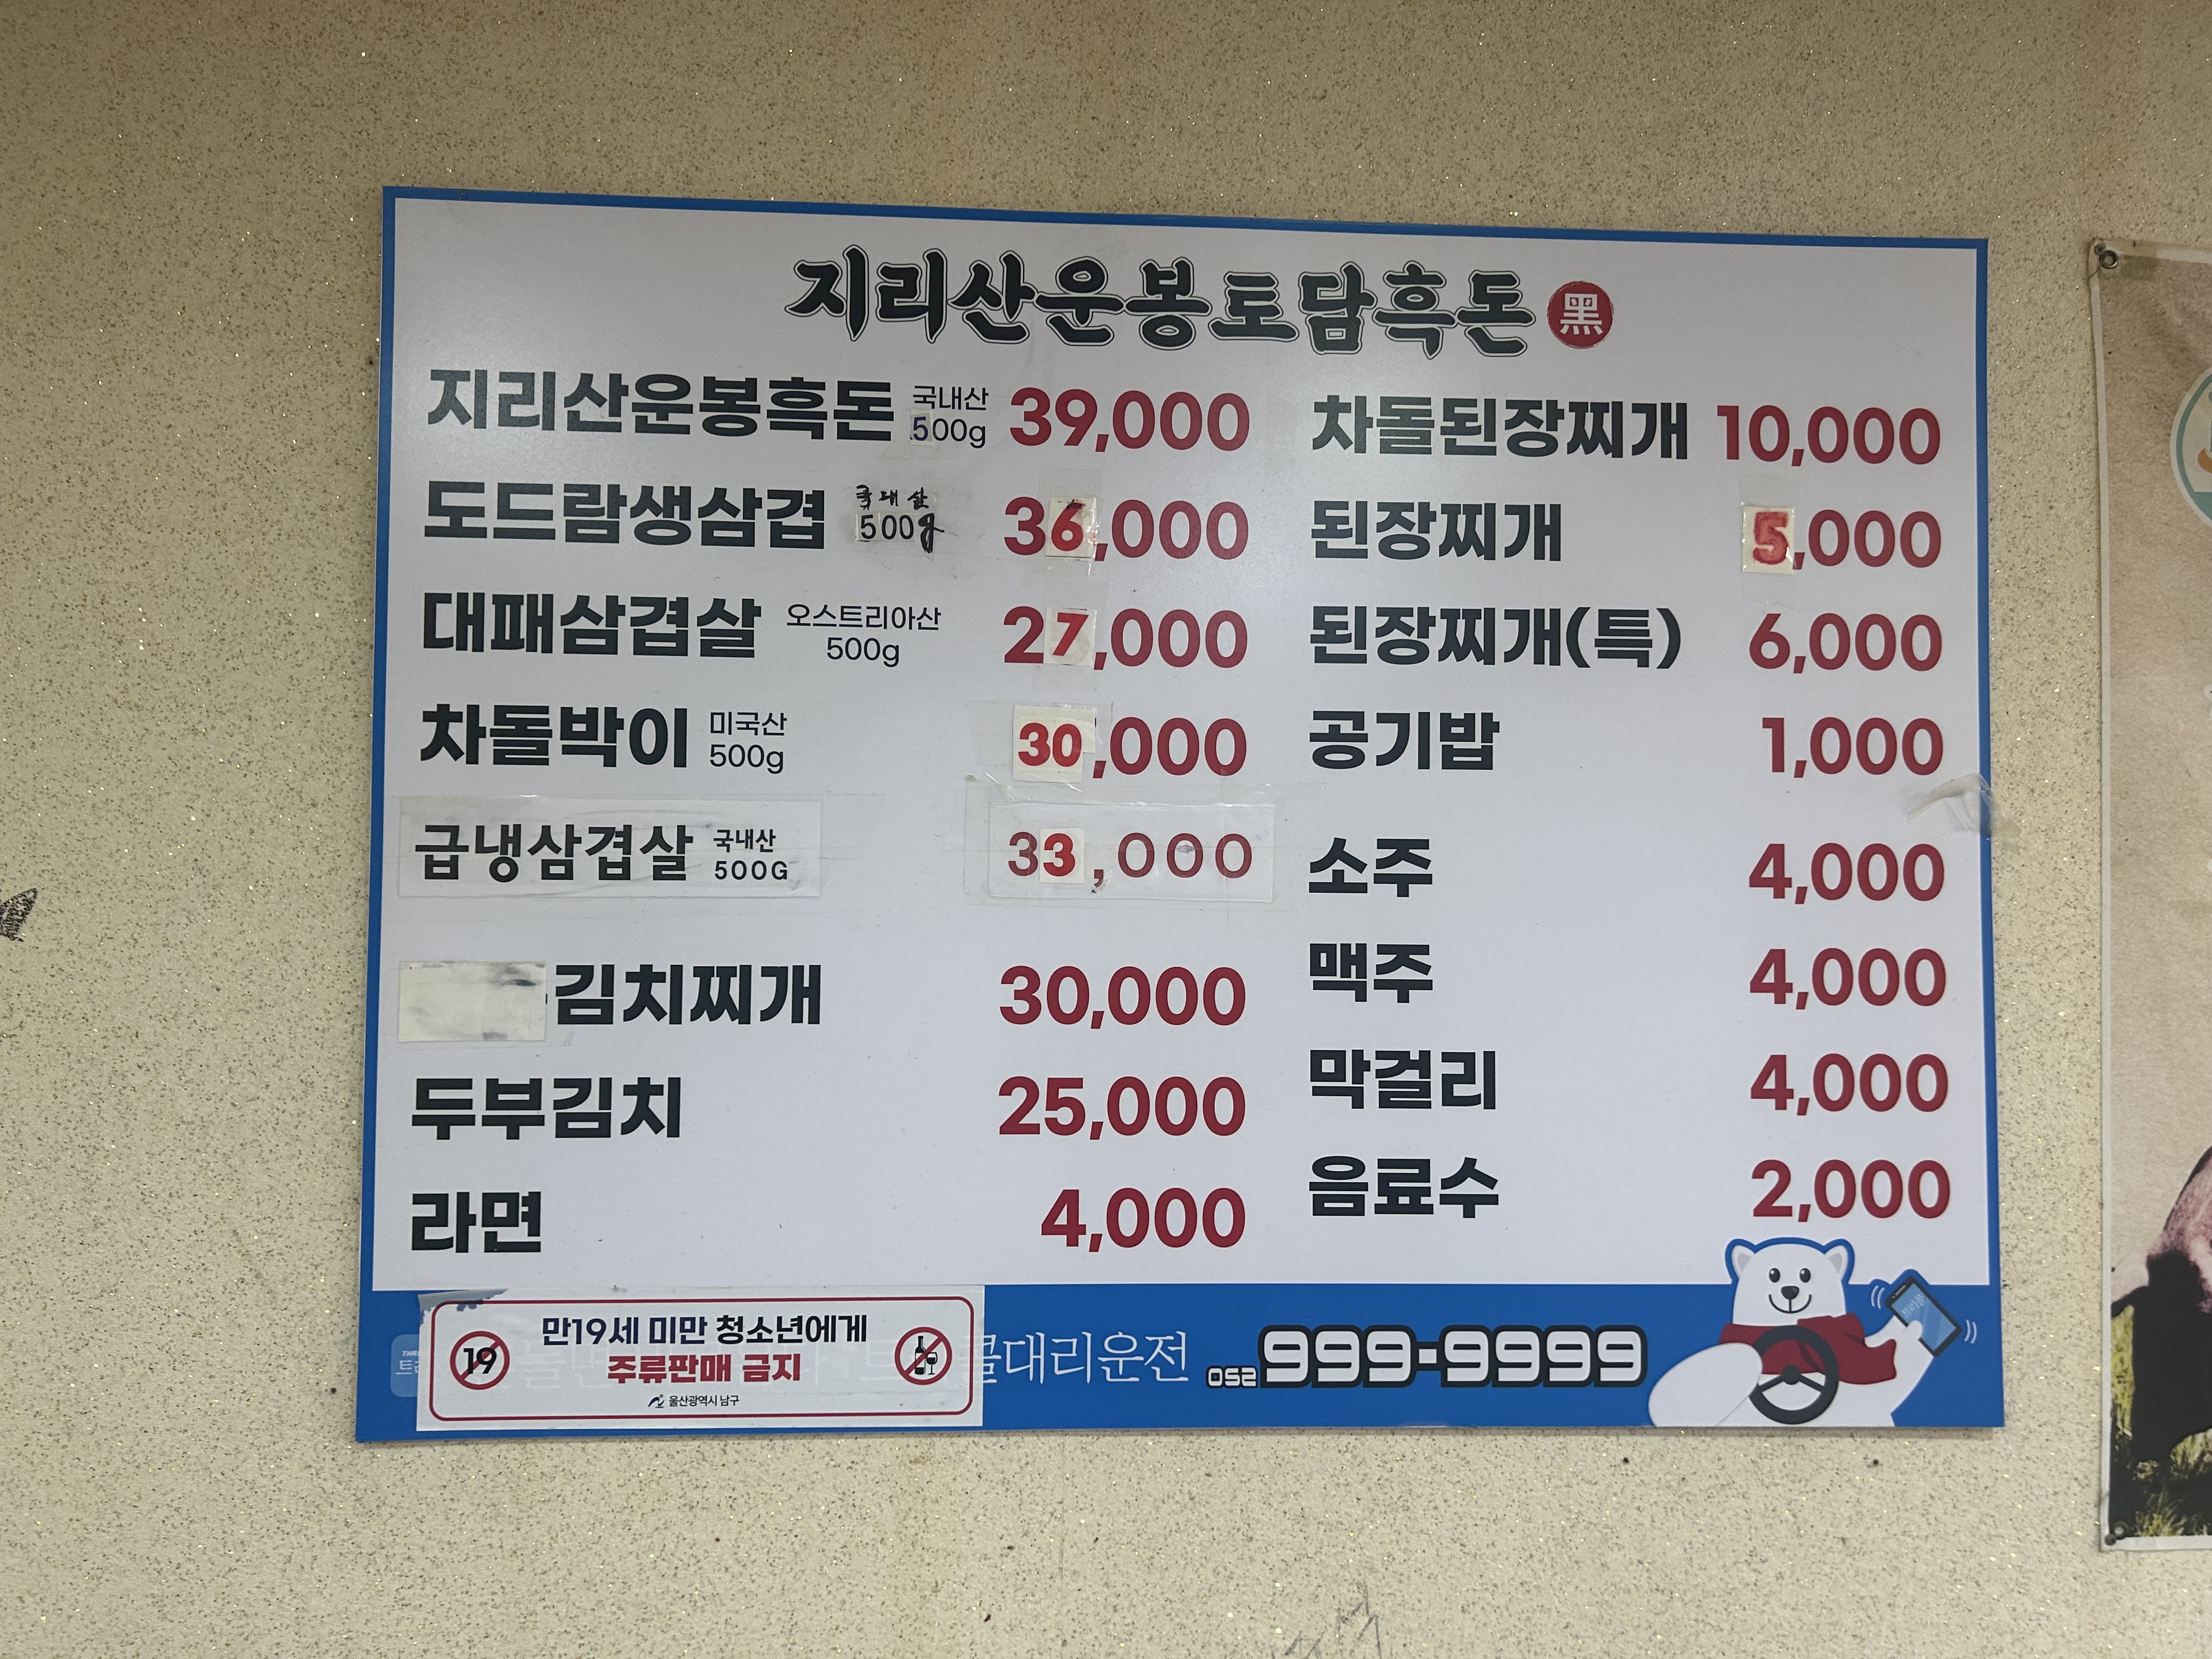 지리산운봉토담흑돈 黑
지리산운봉흑돈 국내산 500g 39,000
도드람생삼겹 국내산 500g 36,000
대패삼겹살 오스트리아산 500g 27,000
차돌박이 미국산 500g 30,000
급냉삼겹살 국내산 500G 33,000
김치찌개 30,000
두부김치 25,000
라면 4,000
차돌된장찌개 10,000
된장찌개 5,000
된장찌개(특) 6,000
공기밥 1,000
소주 4,000
맥주 4,000
막걸리 4,000
음료수 2,000
19
만19세 미만 청소년에게
주류판매 금지
울산광역시 남구
콜대리운전 052 999-9999